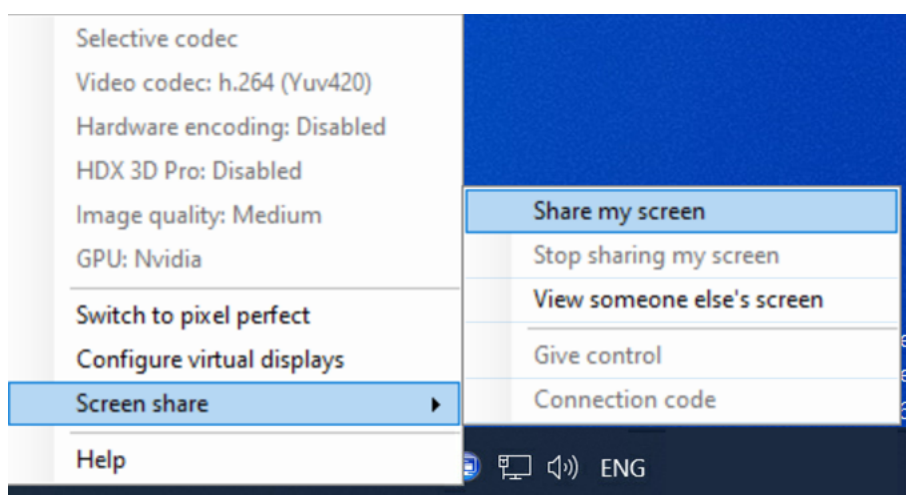 Selective codec
Video codec: h.264 (Yuv420)
Hardware encoding: Disabled
HDX 3D Pro: Disabled
Image quality: Medium
GPU: Nvidia
Switch to pixel perfect
Configure virtual displays
Screen share
Help
Share my screen
Stop sharing my screen
View someone else's screen
Give control
Connection code
ENG